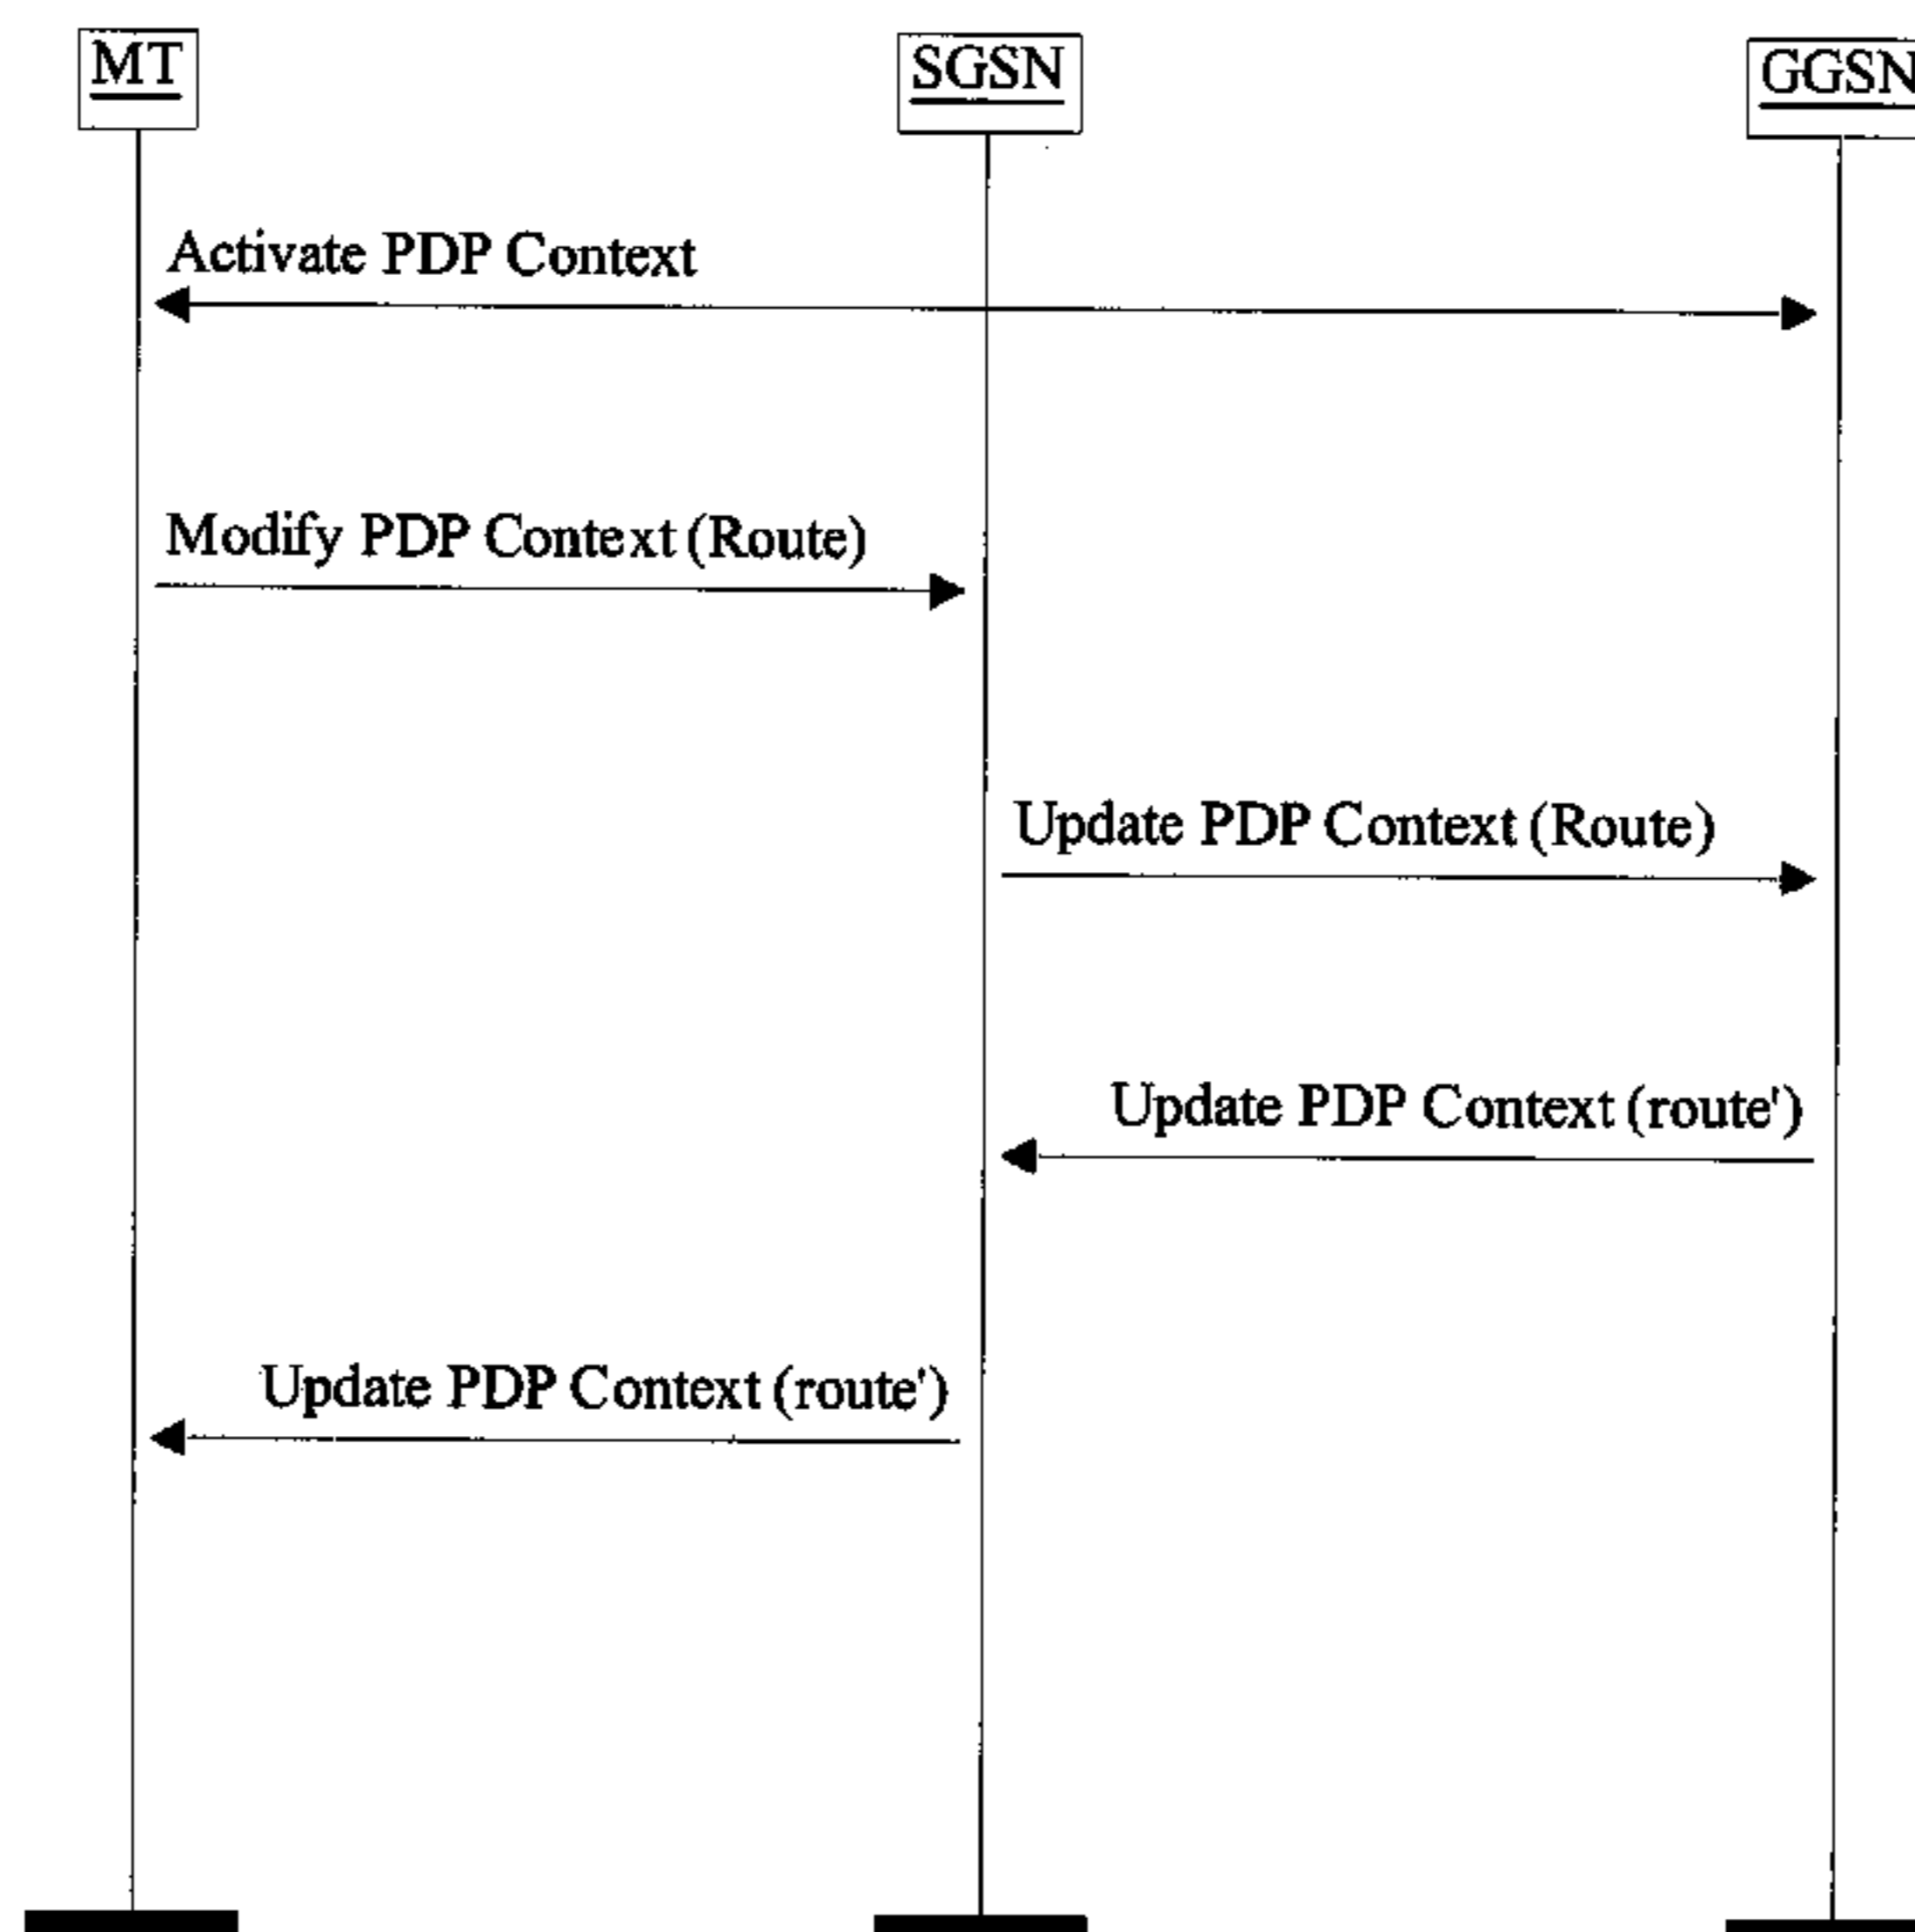 MT
SGSN
GGSN
Activate PDP Context
Modify PDP Context (Route)
Update PDP Context (Route)
Update PDP Context (route')
Update PDP Context (route')